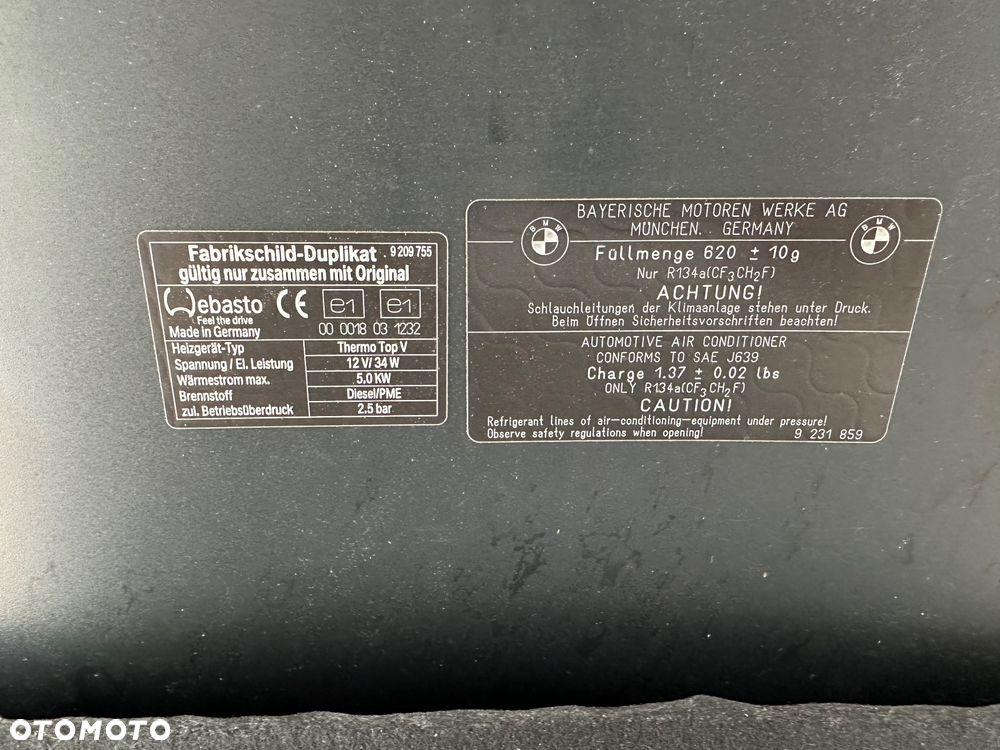 Fabrikschild-Duplikat 9 209 755
gültig nur zusammen mit Original
Webasto CE e1 e1
Feel the drive
Made in Germany 00 0018 03 1232
Heizgerät-Typ Thermo Top V
Spannung / El. Leistung 12 V/ 34 W
Wärmestrom max. 5.0 KW
Brennstoff Diesel/PME
zul. Betriebsüberdruck 2.5 bar
BAYERISCHE MOTOREN WERKE AG
MÜNCHEN. GERMANY
BMW
BMW
Füllmenge 620 ± 10g
Nur R134a(CF3CH2F)
ACHTUNG!
Schlauchleitungen der Klimaanlage stehen unter Druck.
Beim Öffnen Sicherheitsvorschriften beachten!
AUTOMOTIVE AIR CONDITIONER
CONFORMS TO SAE J639
Charge 1.37 ± 0.02 lbs
ONLY R134a(CF3CH2F)
CAUTION!
Refrigerant lines of air-conditioning-equipment under pressure!
Observe safety regulations when opening! 9 231 859
OTOMOTO